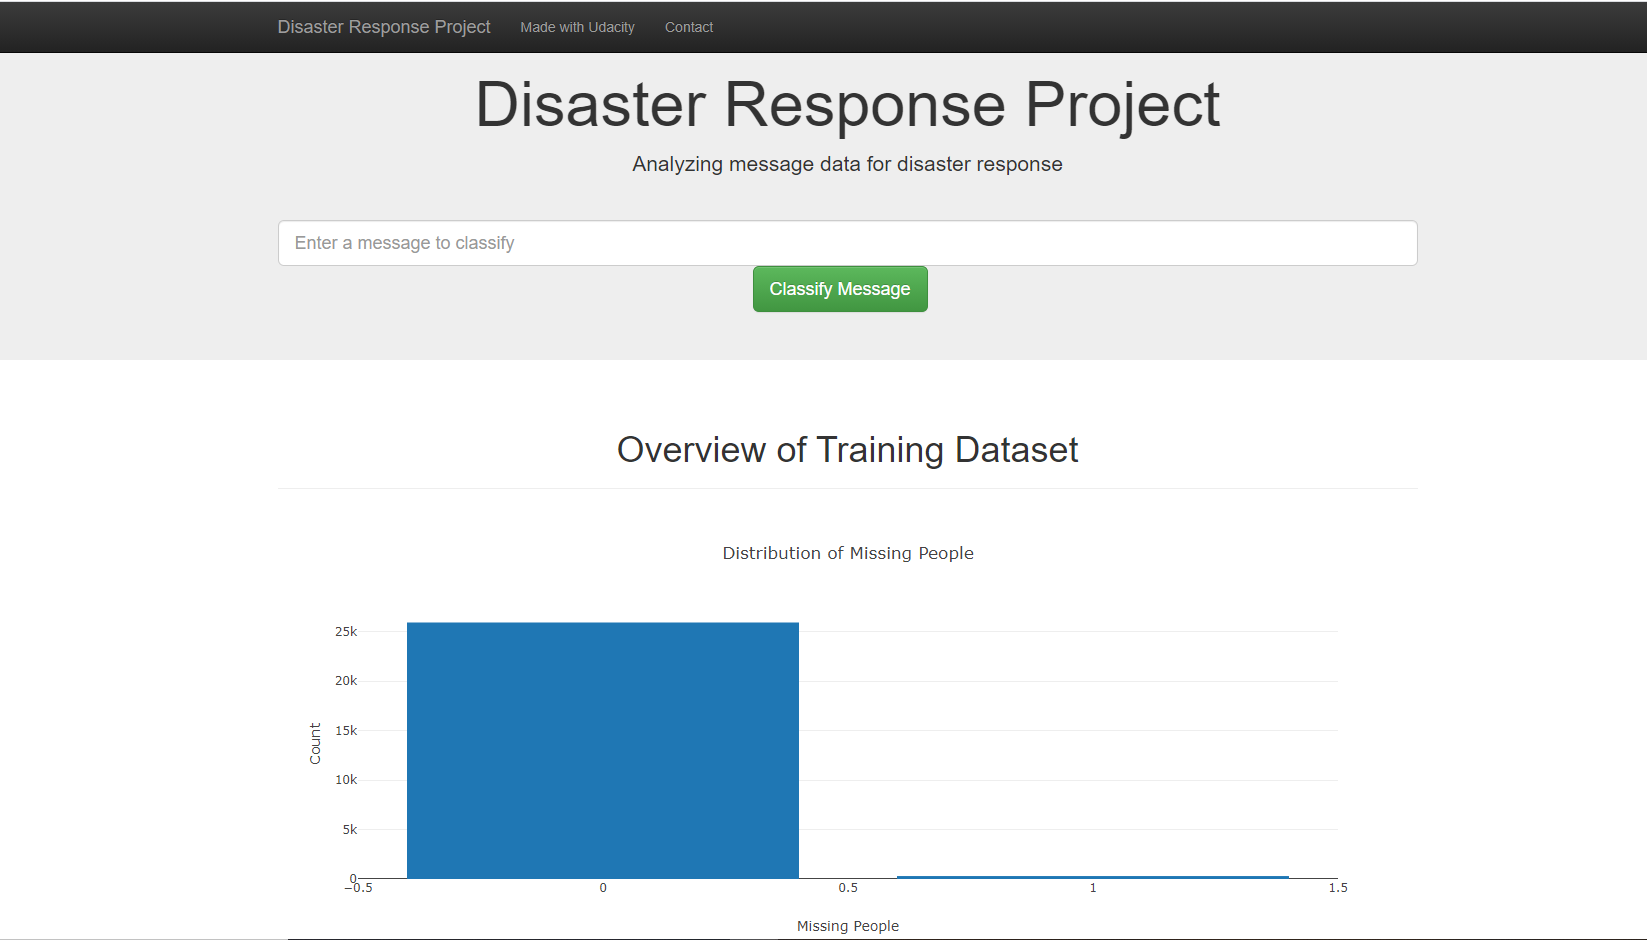 Disaster Response Project Made with Udacity Contact
Disaster Response Project
Analyzing message data for disaster response
Enter a message to classify
Classify Message
Overview of Training Dataset
Distribution of Missing People
25k
20k
15k
10k
5k
0
Count
−0.5 0 0.5 1 1.5
Missing People